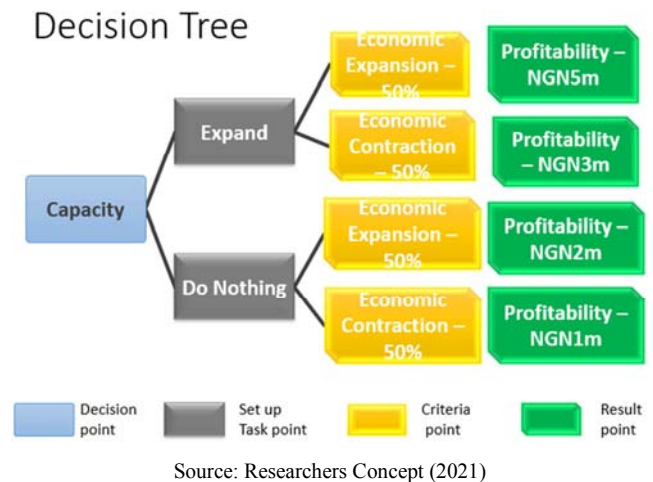 Decision Tree
Economic
Expansion –
50%
Profitability –
NGN5m
Expand
Economic
Contraction
– 50%
Profitability
– NGN3m
Capacity
Economic
Expansion –
50%
Profitability –
NGN2m
Do Nothing
Economic
Contraction –
50%
Profitability –
NGN1m
Decision
point
Set up
Task point
Criteria
point
Result
point
Source: Researchers Concept (2021)